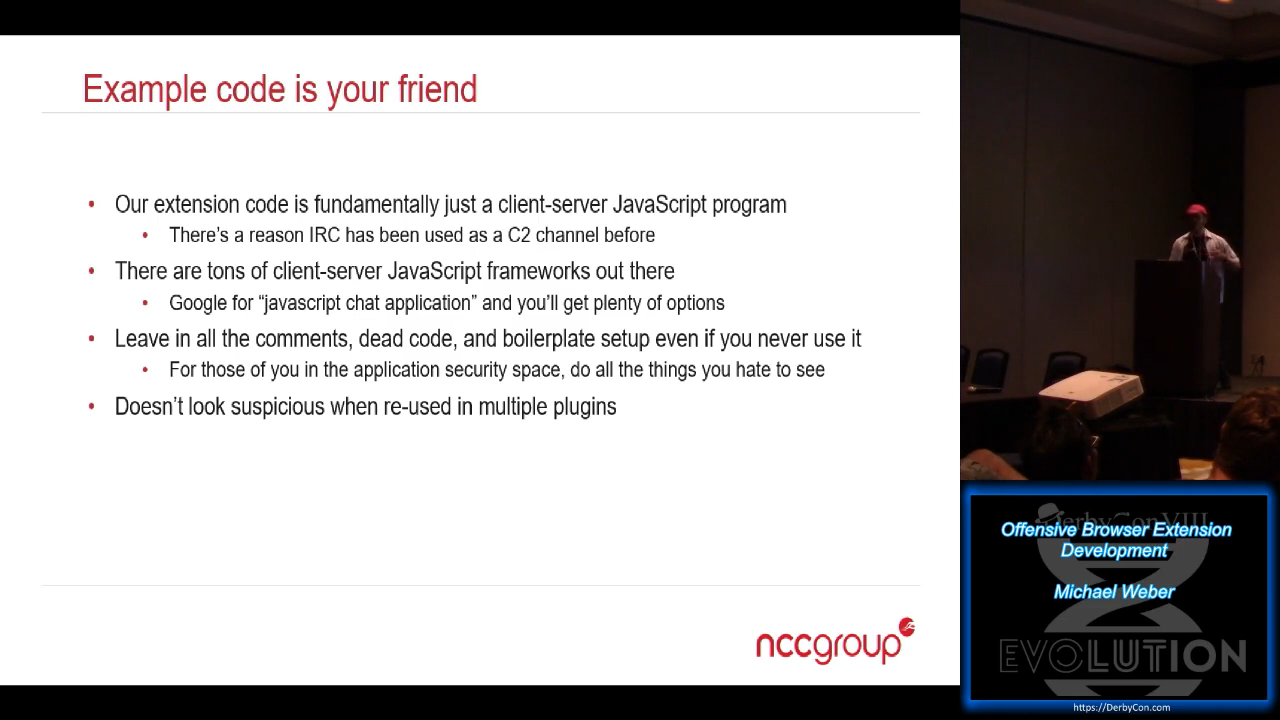 Example code is your friend
• Our extension code is fundamentally just a client-server JavaScript program
• There's a reason IRC has been used as a C2 channel before
• There are tons of client-server JavaScript frameworks out there
• Google for “javascript chat application” and you'll get plenty of options
• Leave in all the comments, dead code, and boilerplate setup even if you never use it
• For those of you in the application security space, do all the things you hate to see
• Doesn't look suspicious when re-used in multiple plugins
nccgroup
DerbyCon VIII
Offensive Browser Extension
Development
Michael Weber
EVOLUTION
https://DerbyCon.com